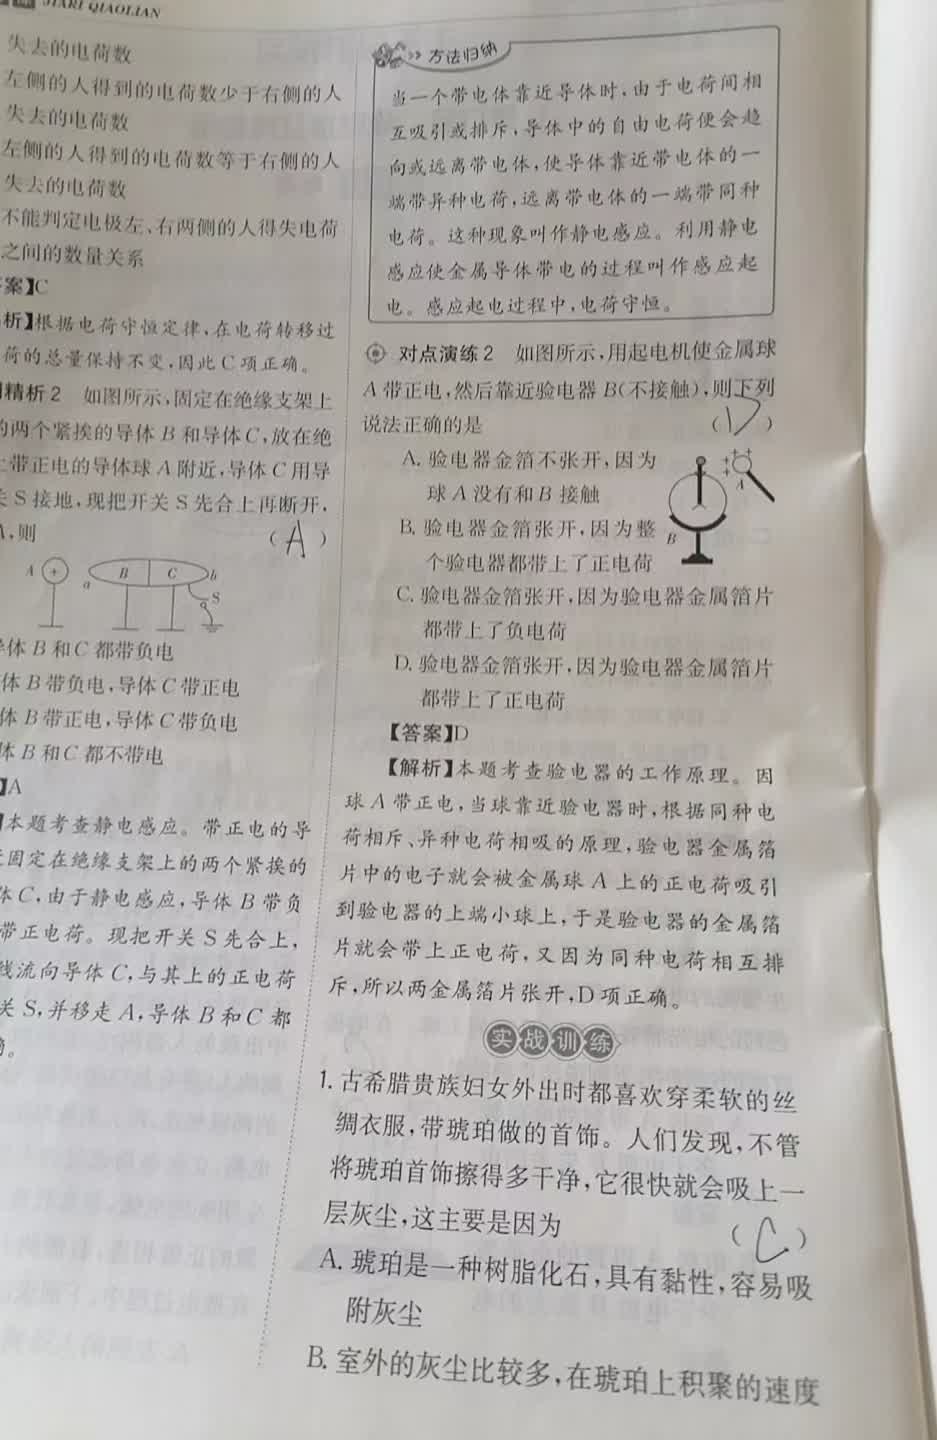 JIARI QIAOLIAN
失去的电荷数
左侧的人得到的电荷数少于右侧的人
失去的电荷数
左侧的人得到的电荷数等于右侧的人
失去的电荷数
不能判定电极左、右两侧的人得失电荷
之间的数量关系
答案】C
析】根据电荷守恒定律,在电荷转移过
荷的总量保持不变,因此C项正确。
精析2 如图所示,固定在绝缘支架上
的两个紧挨的导体B和导体C,放在绝
上带正电的导体球A附近,导体C用导
关S接地,现把开关S先合上再断开,
A,则
(A)
A + B C a b S
导体B和C都带负电
体B带负电,导体C带正电
体B带正电,导体C带负电
体B和C都不带电
】A
】本题考查静电感应。带正电的导
固定在绝缘支架上的两个紧挨的
体C,由于静电感应,导体B带负
带正电荷。现把开关S先合上,
线流向导体C,与其上的正电荷
关S,并移走A,导体B和C都
方法归纳
当一个带电体靠近导体时,由于电荷间相
互吸引或排斥,导体中的自由电荷便会趋
向或远离带电体,使导体靠近带电体的一
端带异种电荷,远离带电体的一端带同种
电荷。这种现象叫作静电感应。利用静电
感应使金属导体带电的过程叫作感应起
电。感应起电过程中,电荷守恒。
对点演练2 如图所示,用起电机使金属球
A带正电,然后靠近验电器B(不接触),则下列
说法正确的是 (D)
A. 验电器金箔不张开,因为
球A没有和B接触
B. 验电器金箔张开,因为整
个验电器都带上了正电荷
A
B
C. 验电器金箔张开,因为验电器金属箔片
都带上了负电荷
D. 验电器金箔张开,因为验电器金属箔片
都带上了正电荷
【答案】D
【解析】本题考查验电器的工作原理。因
球A带正电,当球靠近验电器时,根据同种电
荷相斥、异种电荷相吸的原理,验电器金属箔
片中的电子就会被金属球A上的正电荷吸引
到验电器的上端小球上,于是验电器的金属箔
片就会带上正电荷,又因为同种电荷相互排
斥,所以两金属箔片张开,D项正确。
实战训练
1. 古希腊贵族妇女外出时都喜欢穿柔软的丝
绸衣服,带琥珀做的首饰。人们发现,不管
将琥珀首饰擦得多干净,它很快就会吸上一
层灰尘,这主要是因为 (C)
A. 琥珀是一种树脂化石,具有黏性,容易吸
附灰尘
B. 室外的灰尘比较多,在琥珀上积聚的速度